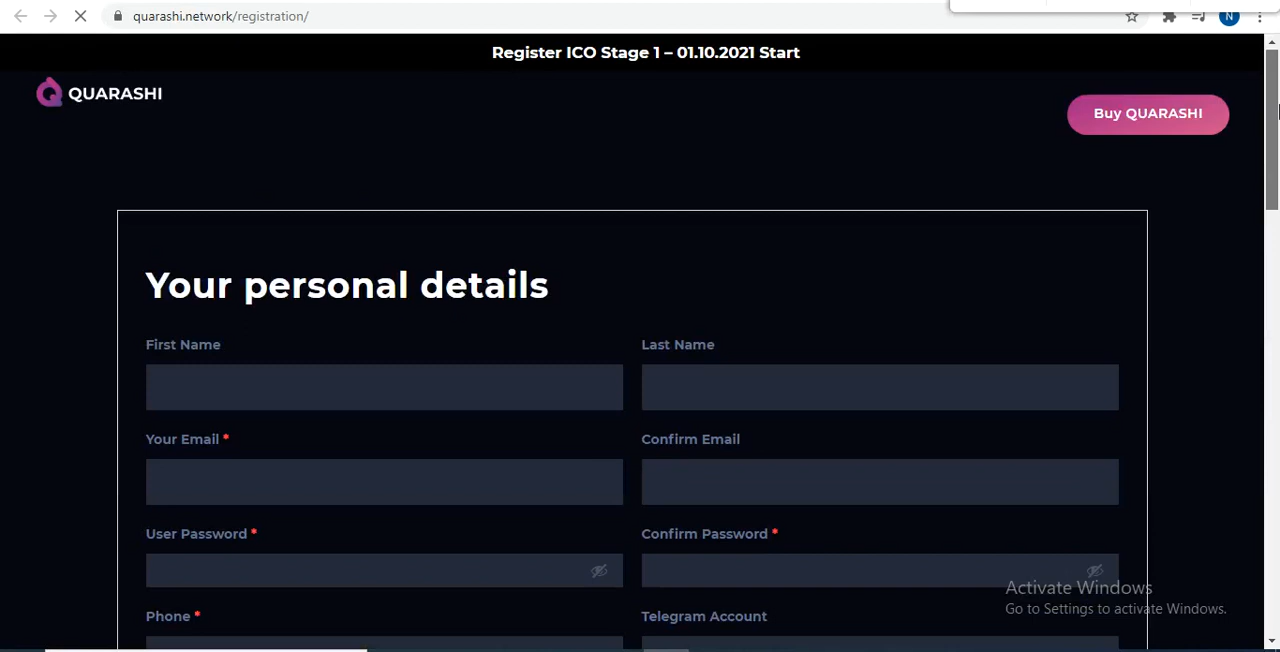 quarashi.network/registration/
N
Register ICO Stage 1 – 01.10.2021 Start
QUARASHI
Buy QUARASHI
Your personal details
First Name
Last Name
Your Email *
Confirm Email
User Password *
Confirm Password *
Phone *
Telegram Account
Activate Windows
Go to Settings to activate Windows.